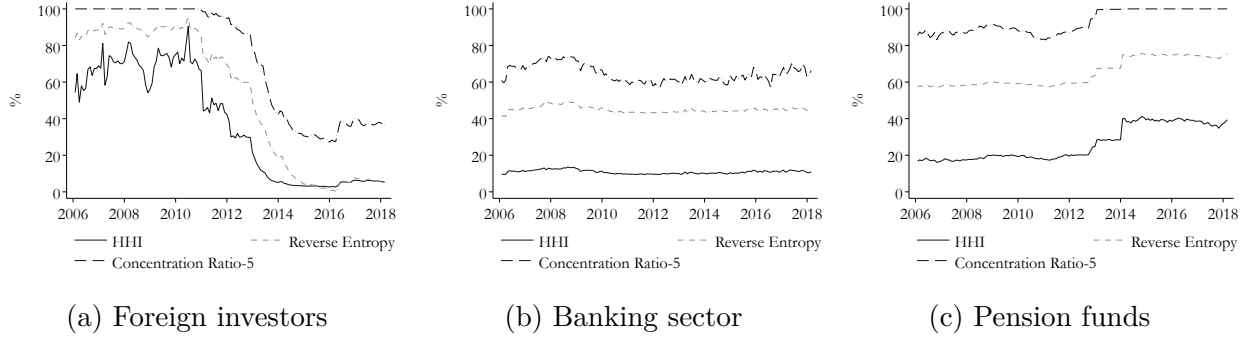 100
80
60
40
20
0
%
2006 2008 2010 2012 2014 2016 2018
HHI Reverse Entropy
Concentration Ratio-5
(a) Foreign investors
100
80
60
40
20
0
%
2006 2008 2010 2012 2014 2016 2018
HHI Reverse Entropy
Concentration Ratio-5
(b) Banking sector
100
80
60
40
20
0
%
2006 2008 2010 2012 2014 2016 2018
HHI Reverse Entropy
Concentration Ratio-5
(c) Pension funds